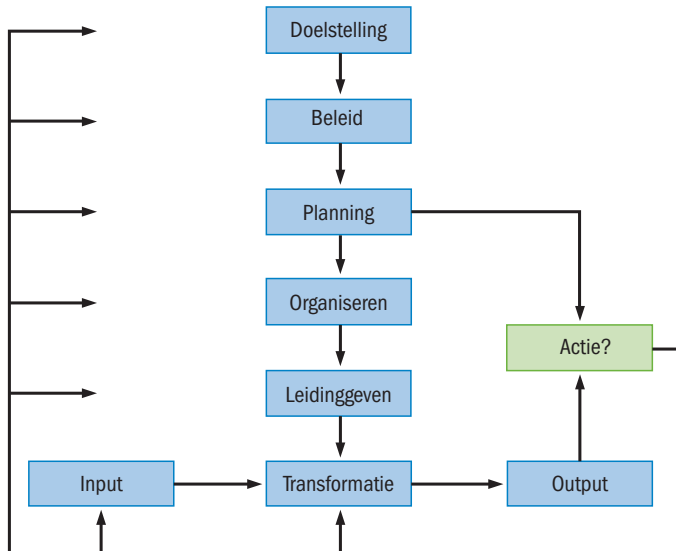 Doelstelling
Beleid
Planning
Organiseren
Actie?
Leidinggeven
Input
Transformatie
Output